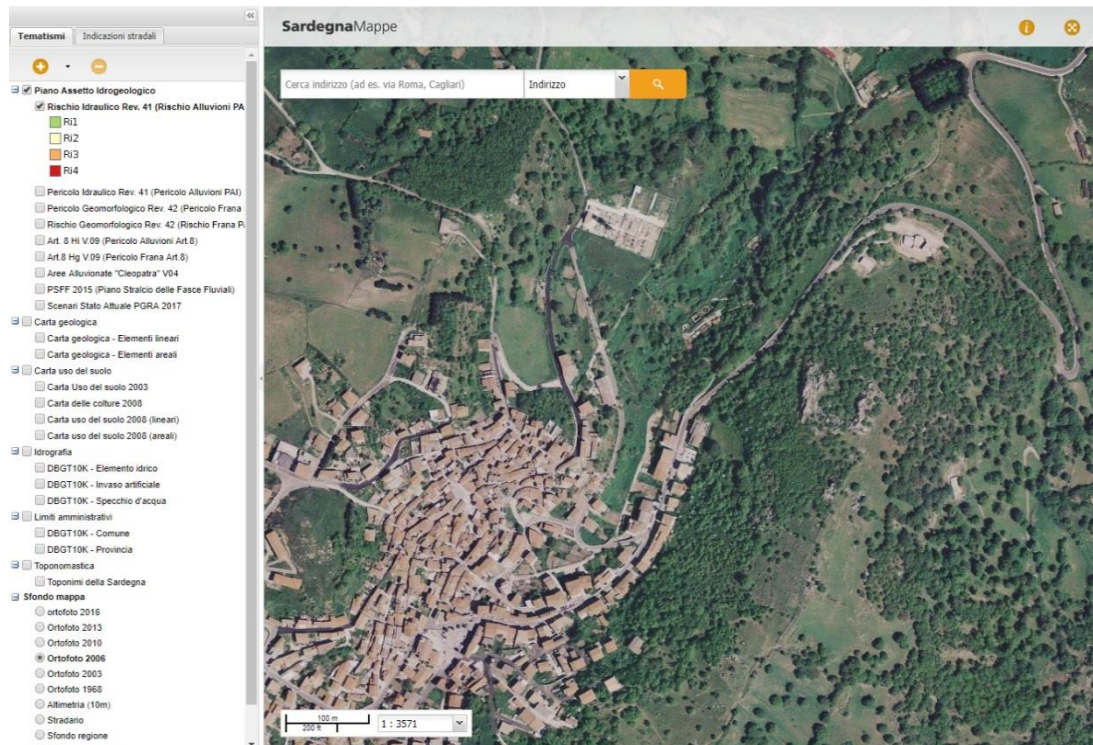 Tematismi
Indicazioni stradali
Piano Assetto Idrogeologico
Rischio Idraulico Rev. 41 (Rischio Alluvioni PA
Ri1
Ri2
Ri3
Ri4
Pericolo Idraulico Rev. 41 (Pericolo Alluvioni PAI)
Pericolo Geomorfologico Rev. 42 (Pericolo Frana
Rischio Geomorfologico Rev. 42 (Rischio Frana PA
Art. 8 Hi V.09 (Pericolo Alluvioni Art.8)
Art.8 Hg V.09 (Pericolo Frana Art.8)
Aree Alluvionate "Cleopatra" V04
PSFF 2015 (Piano Stralcio delle Fasce Fluviali)
Scenari Stato Attuale PGRA 2017
Carta geologica
Carta geologica - Elementi lineari
Carta geologica - Elementi areali
Carta uso del suolo
Carta Uso del suolo 2003
Carta delle colture 2008
Carta uso del suolo 2008 (lineari)
Carta uso del suolo 2008 (areali)
Idrografia
DBGT10K - Elemento idrico
DBGT10K - Invaso artificiale
DBGT10K - Specchio d'acqua
Limiti amministrativi
DBGT10K - Comune
DBGT10K - Provincia
Toponomastica
Toponimi della Sardegna
Sfondo mappa
ortofoto 2016
Ortofoto 2013
Ortofoto 2010
Ortofoto 2006
Ortofoto 2003
Ortofoto 1968
Altimetria (10m)
Stradario
Sfondo regione
SardegnaMappe
i
Cerca indirizzo (ad es. via Roma, Cagliari)
Indirizzo
100 m
200 ft
1 : 3571